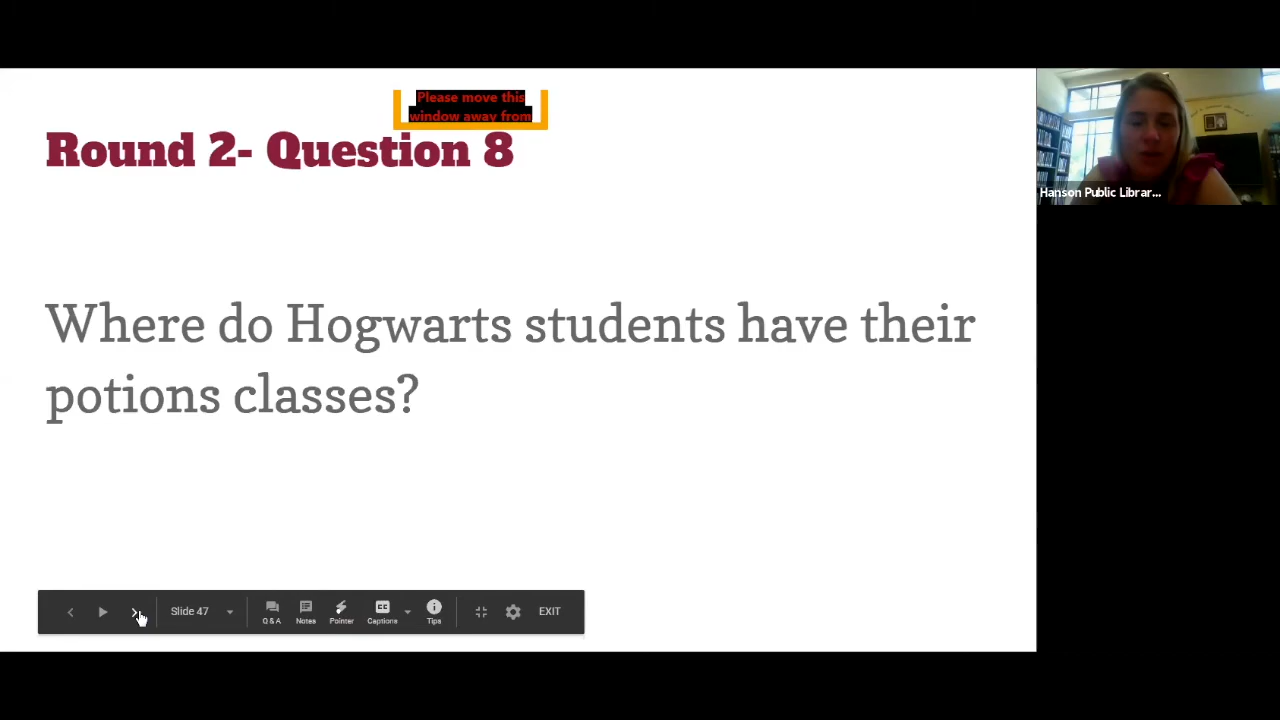 Please move this
window away from
Round 2- Question 8
Hanson Public Librar...
Where do Hogwarts students have their
potions classes?
Slide 47
Q & A
Notes
Pointer
Captions
Tips
EXIT